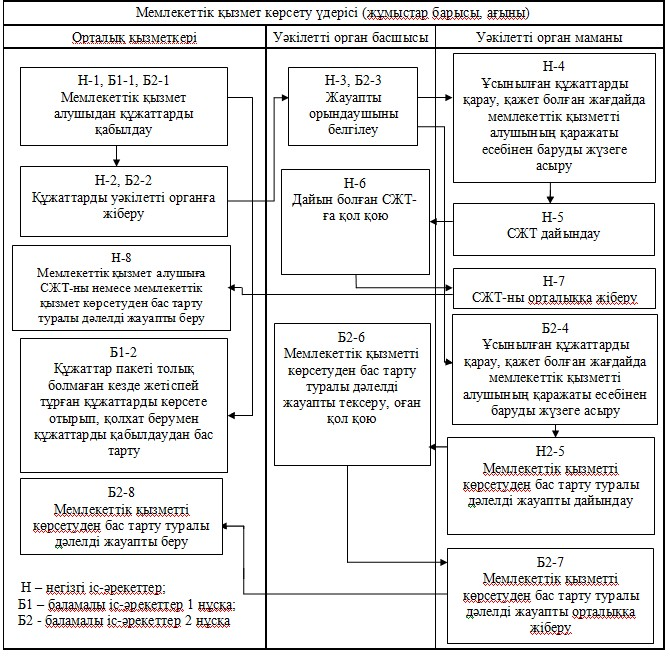 Мемлекеттік қызмет көрсету үдерісі (жұмыстар барысы, ағыны)
Орталық қызметкері
Уәкілетті орган басшысы
Уәкілетті орган маманы
Н-1, Б1-1, Б2-1
Мемлекеттік қызмет
алушыдан құжаттарды
қабылдау
Н-2, Б2-2
Құжаттарды уәкілетті органға
жіберу
Н-8
Мемлекеттік қызмет алушыға
СЖТ-ны немесе мемлекеттік
қызмет көрсетуден бас тарту
туралы дәлелді жауапты беру
Б1-2
Құжаттар пакеті толық
болмаған кезде жетіспей
тұрған құжаттарды көрсете
отырып, қолхат берумен
құжаттарды қабылдаудан бас
тарту
Б2-8
Мемлекеттік қызметті
көрсетуден бас тарту туралы
дәлелді жауапты беру
Н – негізгі іс-әрекеттер;
Б1 – баламалы іс-әрекеттер 1 нұсқа;
Б2 - баламалы іс-әрекеттер 2 нұсқа
Н-3, Б2-3
Жауапты
орындаушыны
белгілеу
Н-6
Дайын болған СЖТ-
ға қол қою
Б2-6
Мемлекеттік қызметті
көрсетуден бас тарту
туралы дәлелді
жауапты тексеру, оған
қол қою
Н-4
Ұсынылған құжаттарды
қарау, қажет болған жағдайда
мемлекеттік қызметті
алушының қаражаты
есебінен баруды жүзеге
асыру
Н-5
СЖТ дайындау
Н-7
СЖТ-ны орталыққа жіберу
Б2-4
Ұсынылған құжаттарды
қарау, қажет болған жағдайда
мемлекеттік қызметті
алушының қаражаты есебінен
баруды жүзеге асыру
Н2-5
Мемлекеттік қызметті
көрсетуден бас тарту туралы
дәлелді жауапты дайындау
Б2-7
Мемлекеттік қызметті
көрсетуден бас тарту туралы
дәлелді жауапты орталыққа
жіберу